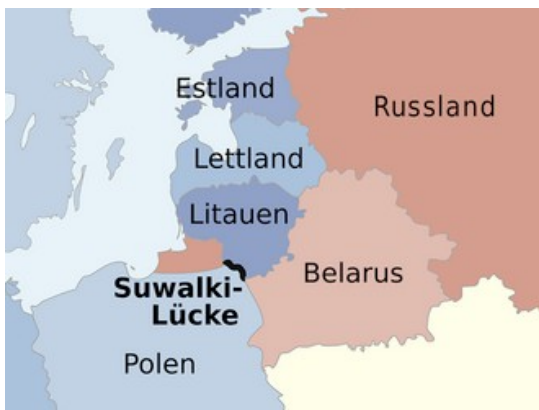 Estland
Russland
Lettland
Litauen
Belarus
Suwalki-
Lücke
Polen